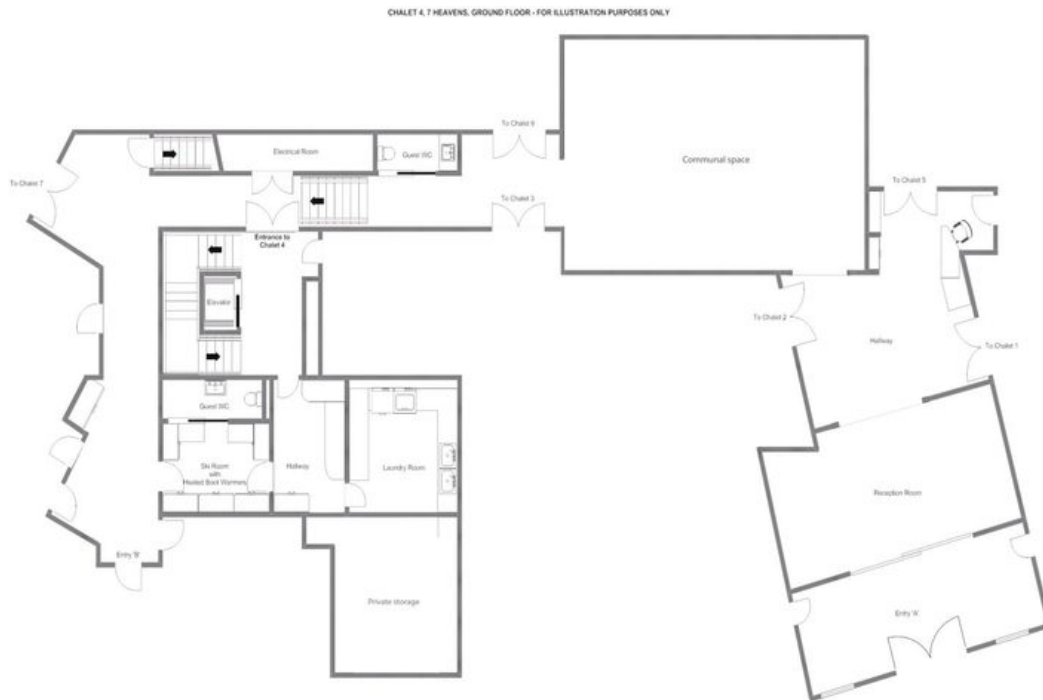 CHALET 4, 7 HEAVENS, GROUND FLOOR - FOR ILLUSTRATION PURPOSES ONLY
To Chalet 6
Electrical Room
Guest WC
Communal space
To Chalet 7
To Chalet 5
To Chalet 3
Entrance to
Chalet 4
Elevator
To Chalet 2
Hallway
To Chalet 1
Guest WC
Ski Room
with
Heated Boot Warmers
Hallway
Laundry Room
Reception Room
Entry 'B'
Private storage
Entry 'A'